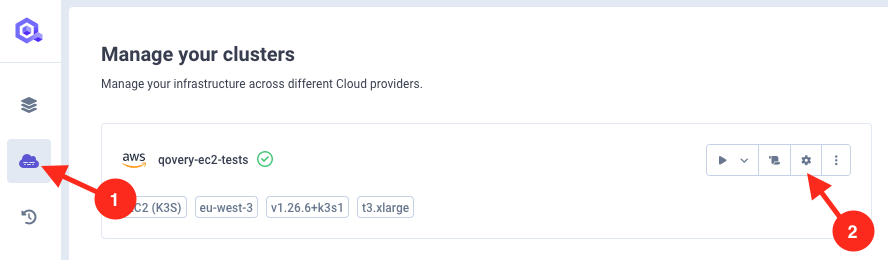 Manage your clusters
Manage your infrastructure across different Cloud providers.
aws qovery-ec2-tests
1 C2 (K3S) eu-west-3 v1.26.6+k3s1 t3.xlarge
2